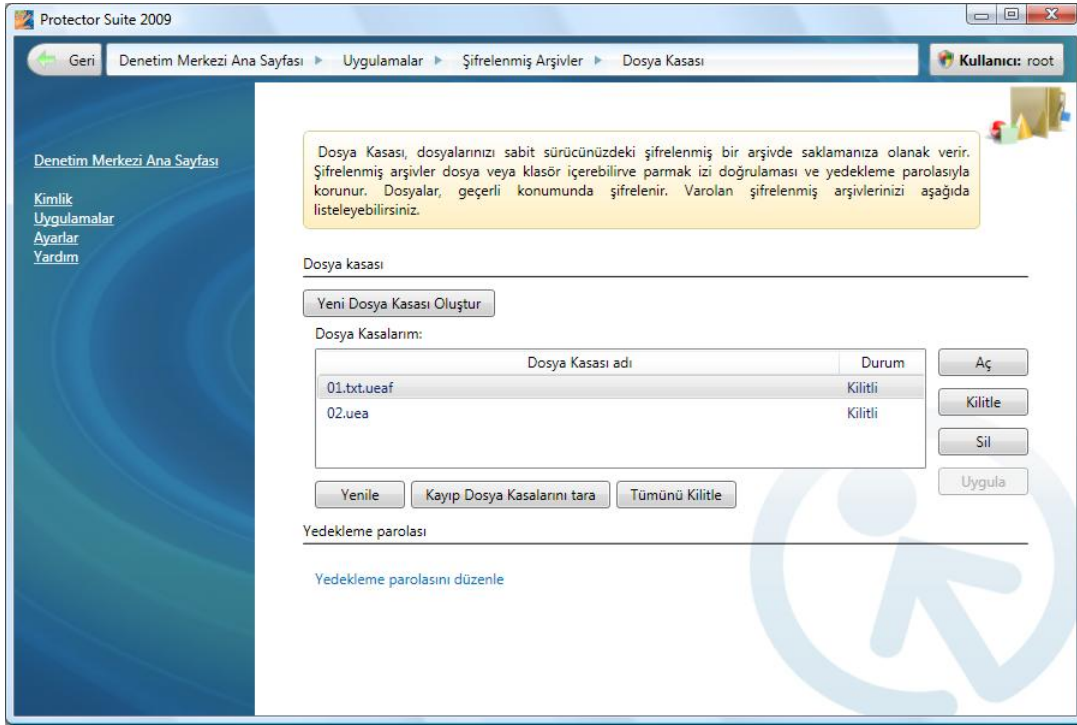 Protector Suite 2009
Geri
Denetim Merkezi Ana Sayfası
Uygulamalar
Şifrelenmiş Arşivler
Dosya Kasası
Kullanıcı: root
Denetim Merkezi Ana Sayfası
Kimlik
Uygulamalar
Ayarlar
Yardım
Dosya Kasası, dosyalarınızı sabit sürücünüzdeki şifrelenmiş bir arşivde saklamanıza olanak verir.
Şifrelenmiş arşivler dosya veya klasör içerebilirve parmak izi doğrulaması ve yedekleme parolasıyla
korunur. Dosyalar, geçerli konumunda şifrelenir. Varolan şifrelenmiş arşivlerinizi aşağıda
listeleyebilirsiniz.
Dosya kasası
Yeni Dosya Kasası Oluştur
Dosya Kasalarım:
Dosya Kasası adı Durum
01.txt.ueaf Kilitli
02.uea Kilitli
Aç
Kilitle
Sil
Uygula
Yenile
Kayıp Dosya Kasalarını tara
Tümünü Kilitle
Yedekleme parolası
Yedekleme parolasını düzenle